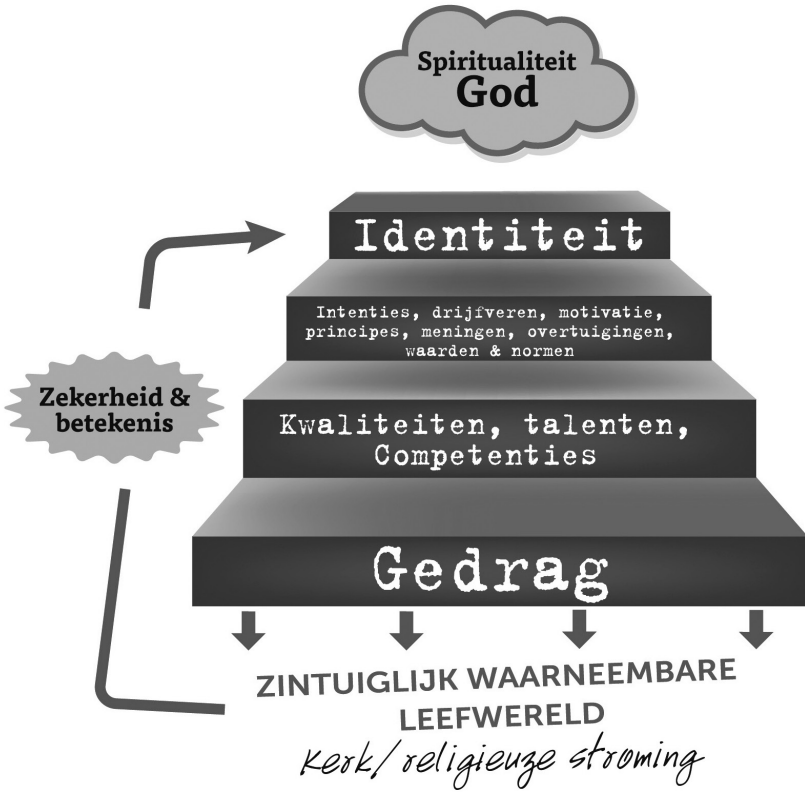 Spiritualiteit
God
Identiteit
Intenties, drijfveren, motivatie,
principes, meningen, overtuigingen,
waarden & normen
Zekerheid &
betekenis
Kwaliteiten, talenten,
Competenties
Gedrag
ZINTUIGLIJK WAARNEEMBARE
LEEFWERELD
Kerk/religieuze stroming